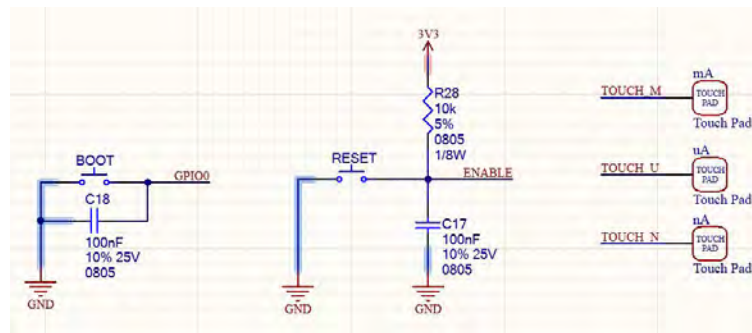 BOOT
GPIO0
C18
100nF
10% 25V
0805
GND
3V3
R28
10k
5%
0805
1/8W
RESET
ENABLE
C17
100nF
10% 25V
0805
GND
GND
mA
TOUCH_M
TOUCH
PAD
Touch Pad
uA
TOUCH_U
TOUCH
PAD
Touch Pad
nA
TOUCH_N
TOUCH
PAD
Touch Pad